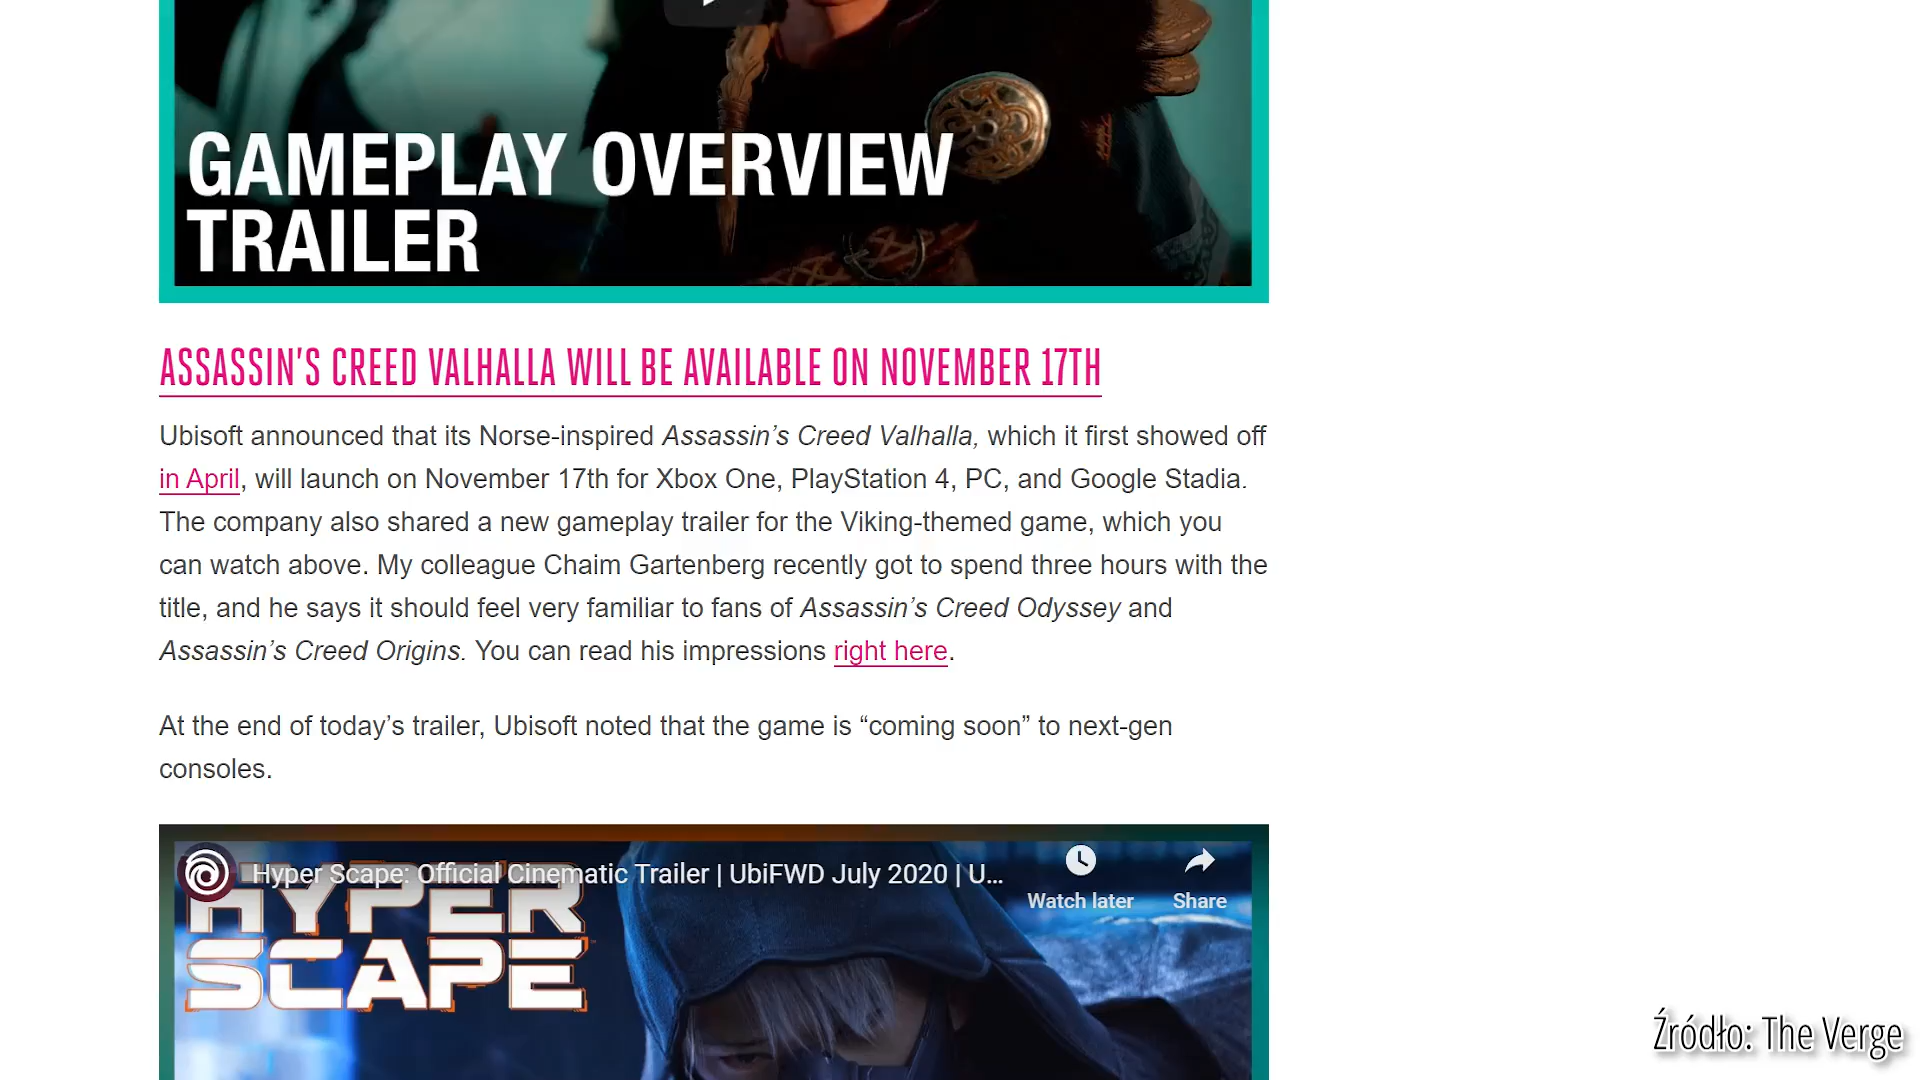 GAMEPLAY OVERVIEW
TRAILER
ASSASSIN’S CREED VALHALLA WILL BE AVAILABLE ON NOVEMBER 17TH
Ubisoft announced that its Norse-inspired Assassin’s Creed Valhalla, which it first showed off
in April, will launch on November 17th for Xbox One, PlayStation 4, PC, and Google Stadia.
The company also shared a new gameplay trailer for the Viking-themed game, which you
can watch above. My colleague Chaim Gartenberg recently got to spend three hours with the
title, and he says it should feel very familiar to fans of Assassin’s Creed Odyssey and
Assassin’s Creed Origins. You can read his impressions right here.
At the end of today’s trailer, Ubisoft noted that the game is “coming soon” to next-gen
consoles.
Hyper Scape: Official Cinematic Trailer | UbiFWD July 2020 | U...
Watch later
Share
HYPER
SCAPE
Źródło: The Verge